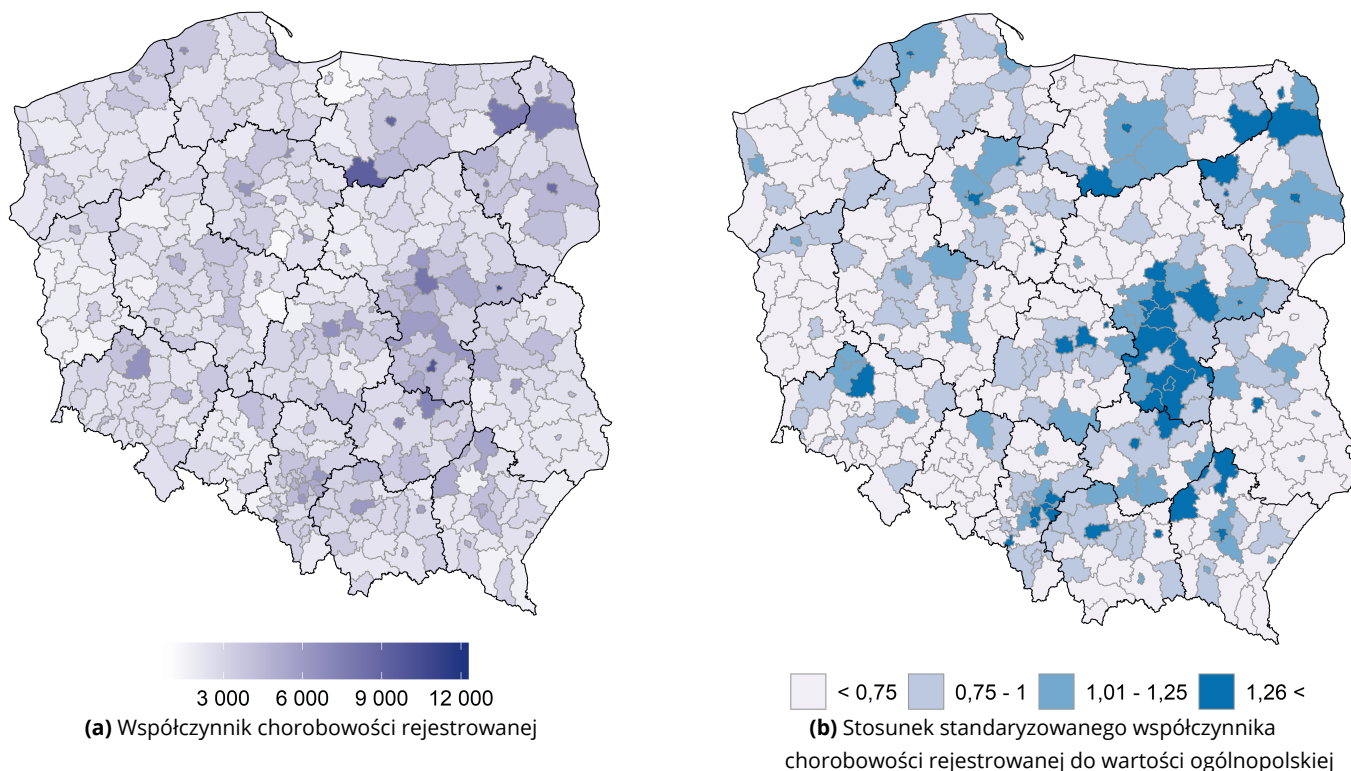 3 000 6 000 9 000 12 000
(a) Współczynnik chorobowości rejestrowanej
< 0,75 0,75 - 1 1,01 - 1,25 1,26 <
(b) Stosunek standaryzowanego współczynnika
chorobowości rejestrowanej do wartości ogólnopolskiej